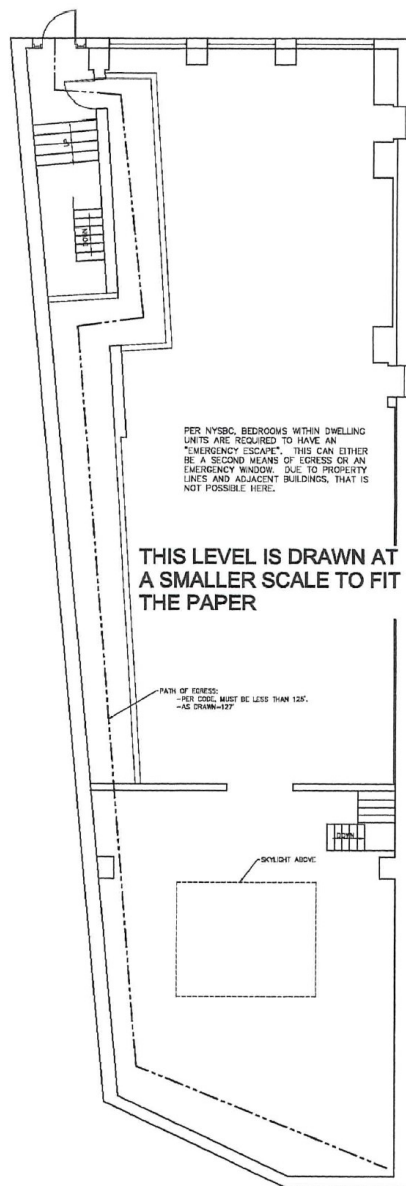 UP
DOWN
PER NYSBC, BEDROOMS WITHIN DWELLING
UNITS ARE REQUIRED TO HAVE AN
"EMERGENCY ESCAPE". THIS CAN EITHER
BE A SECOND MEANS OF EGRESS OR AN
EMERGENCY WINDOW. DUE TO PROPERTY
LINES AND ADJACENT BUILDINGS, THAT IS
NOT POSSIBLE HERE.
THIS LEVEL IS DRAWN AT
A SMALLER SCALE TO FIT
THE PAPER
PATH OF EGRESS:
-PER CODE, MUST BE LESS THAN 125'.
-AS DRAWN=127'
DOWN
SKYLIGHT ABOVE